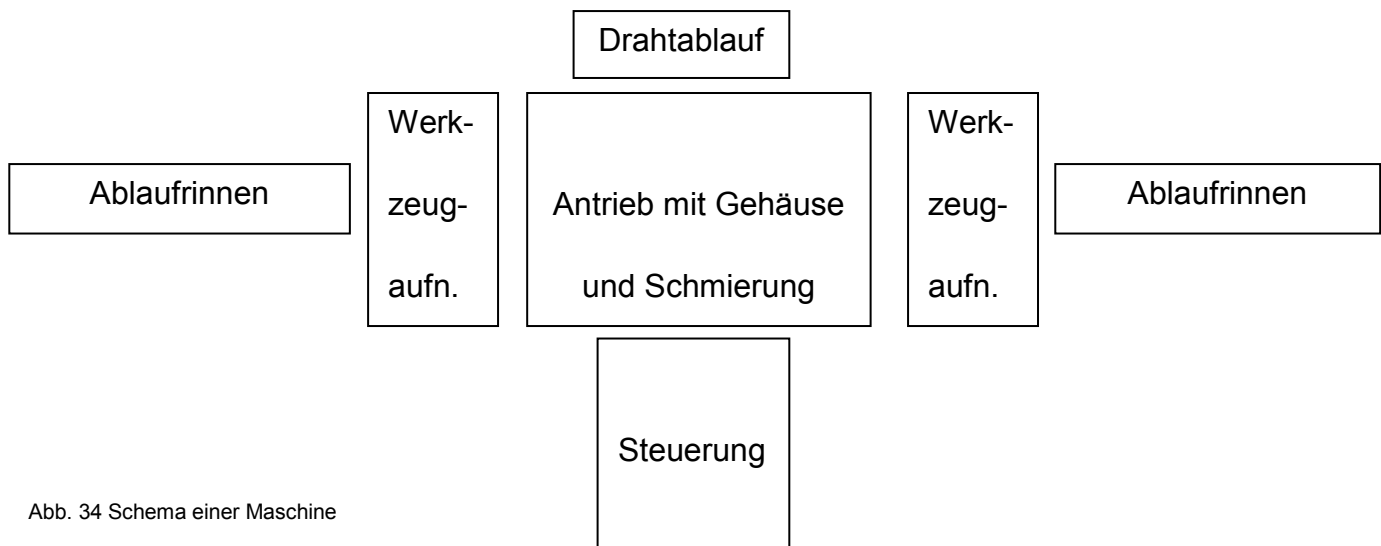 Drahtablauf
Ablaufrinnen
Werk-
zeug-
aufn.
Antrieb mit Gehäuse
und Schmierung
Werk-
zeug-
aufn.
Ablaufrinnen
Steuerung
Abb. 34 Schema einer Maschine